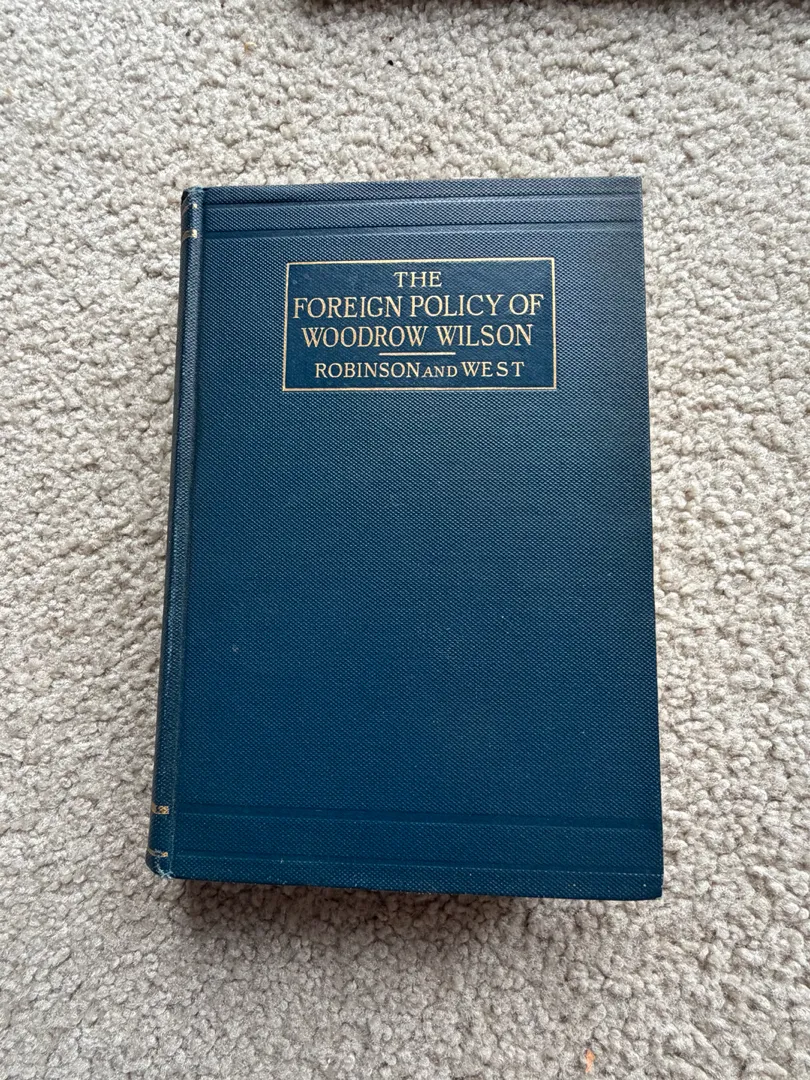 THE
FOREIGN POLICY OF
WOODROW WILSON
ROBINSON AND WEST